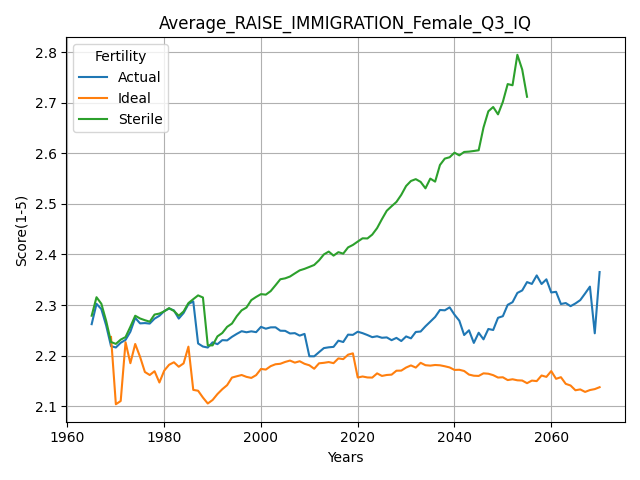 Average_RAISE_IMMIGRATION_Female_Q3_IQ
Fertility
Actual
Ideal
Sterile
Score(1-5)
2.8
2.7
2.6
2.5
2.4
2.3
2.2
2.1
1960 1980 2000 2020 2040 2060
Years